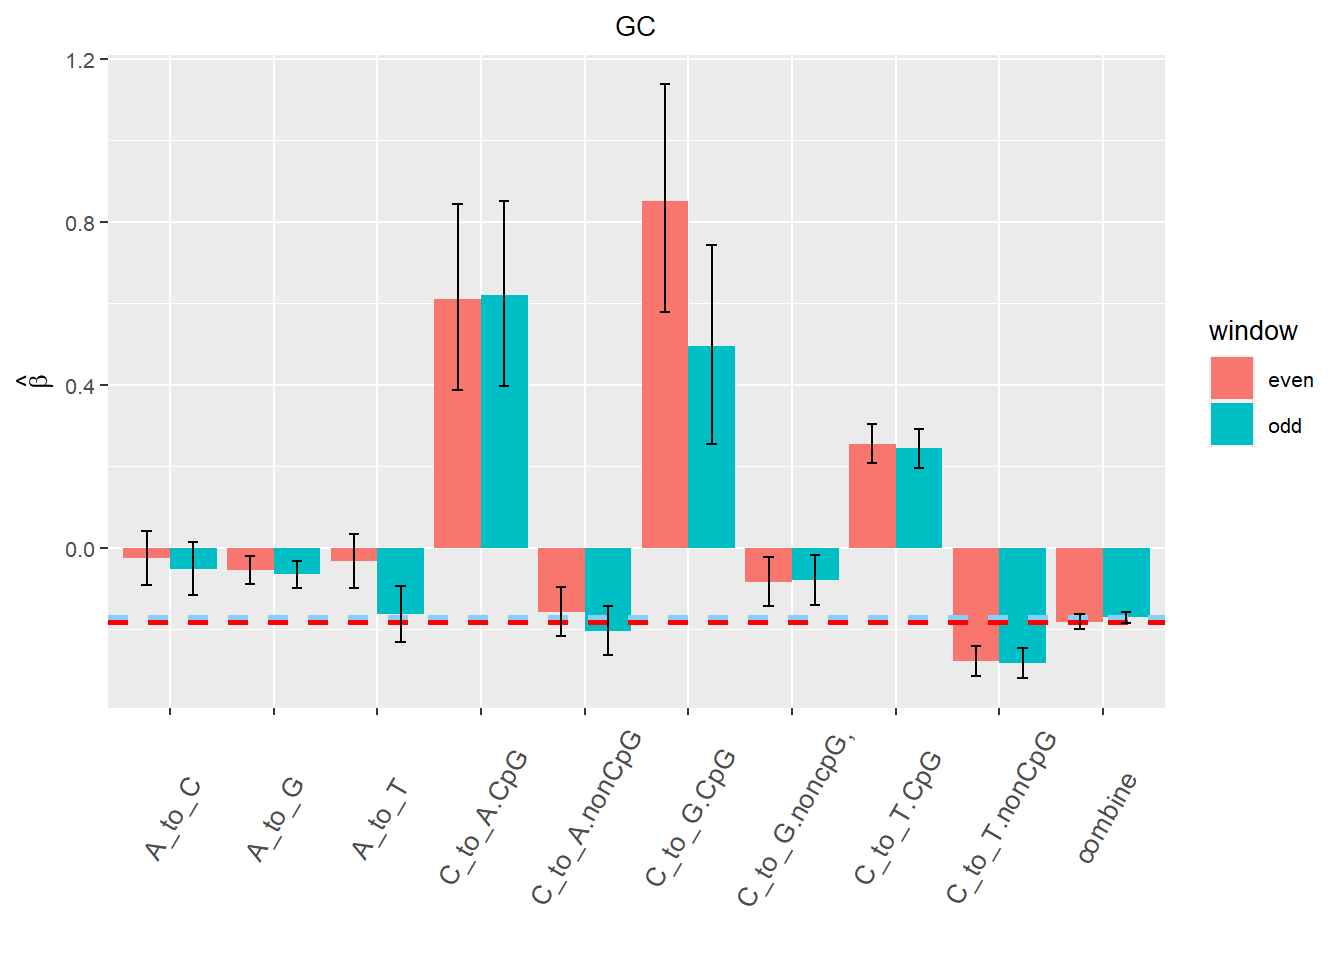 GC
1.2
0.8
0.4
0.0
β̂
A_to_C
A_to_G
A_to_T
C_to_A.CpG
C_to_A.nonCpG
C_to_G.CpG
C_to_G.noncpG,
C_to_T.CpG
C_to_T.nonCpG
combine
window
even
odd